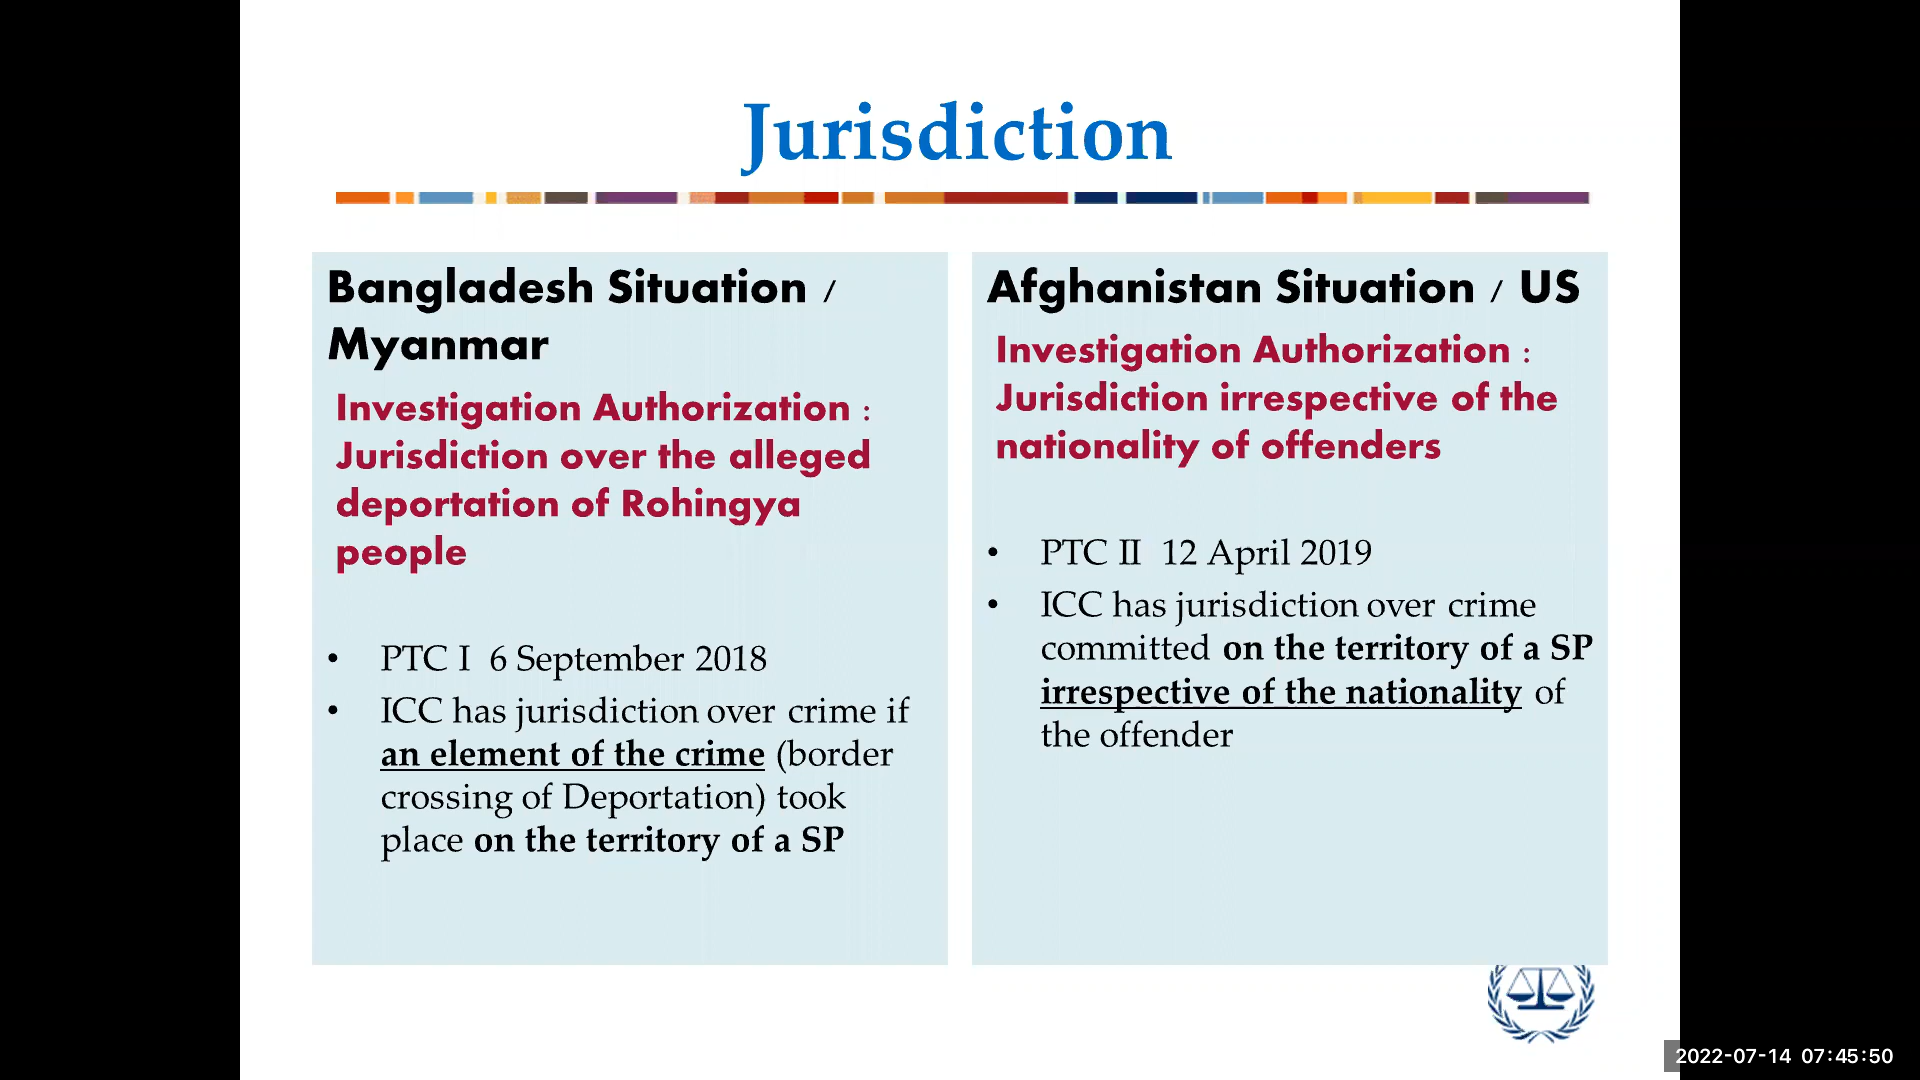 Jurisdiction
Bangladesh Situation /
Myanmar
Investigation Authorization :
Jurisdiction over the alleged
deportation of Rohingya
people
• PTC I 6 September 2018
• ICC has jurisdiction over crime if
an element of the crime (border
crossing of Deportation) took
place on the territory of a SP
Afghanistan Situation / US
Investigation Authorization :
Jurisdiction irrespective of the
nationality of offenders
• PTC II 12 April 2019
• ICC has jurisdiction over crime
committed on the territory of a SP
irrespective of the nationality of
the offender
2022-07-14 07:45:50